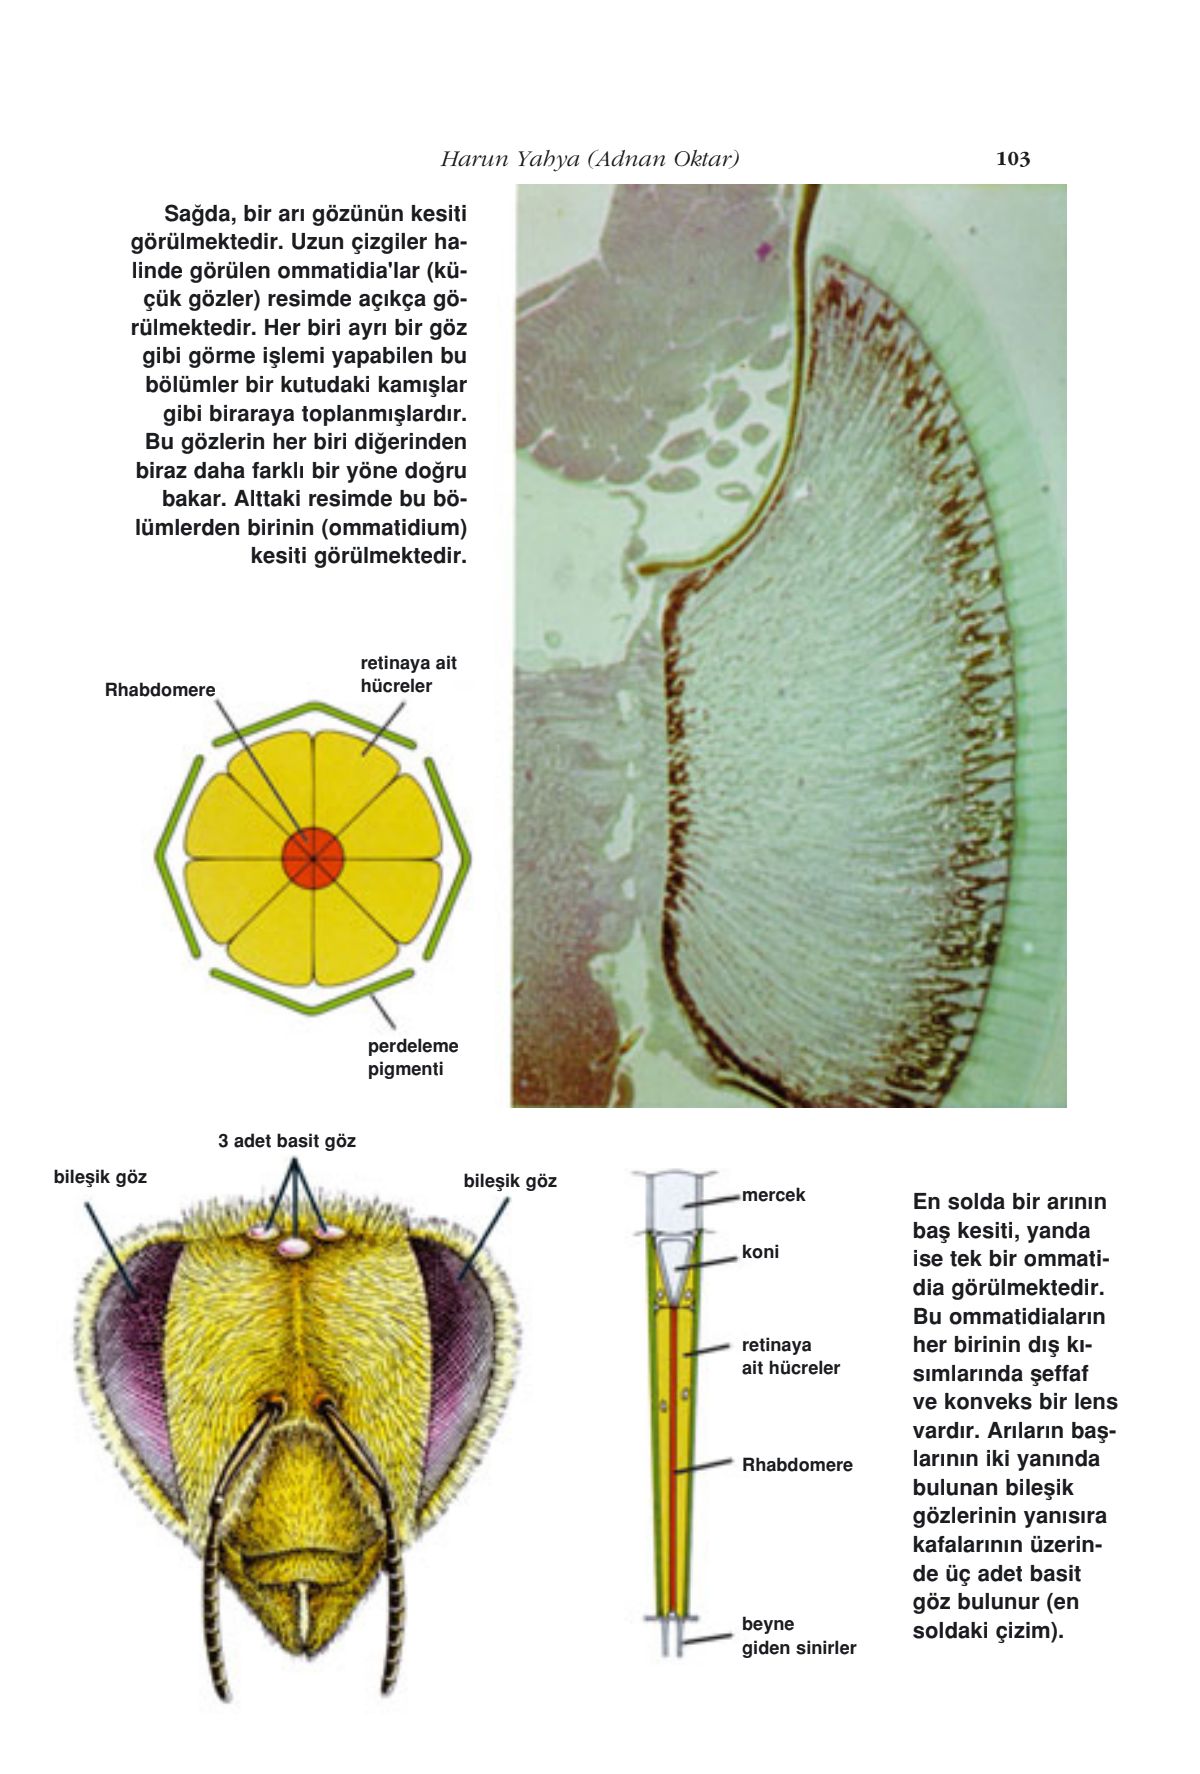 Harun Yahya (Adnan Oktar)
103
Sağda, bir arı gözünün kesiti
görülmektedir. Uzun çizgiler ha-
linde görülen ommatidia'lar (kü-
çük gözler) resimde açıkça gö-
rülmektedir. Her biri ayrı bir göz
gibi görme işlemi yapabilen bu
bölümler bir kutudaki kamışlar
gibi biraraya toplanmışlardır.
Bu gözlerin her biri diğerinden
biraz daha farklı bir yöne doğru
bakar. Alttaki resimde bu bö-
lümlerden birinin (ommatidium)
kesiti görülmektedir.
Rhabdomere
retinaya ait
hücreler
perdeleme
pigmenti
3 adet basit göz
bileşik göz
bileşik göz
mercek
koni
retinaya
ait hücreler
Rhabdomere
beyne
giden sinirler
En solda bir arının
baş kesiti, yanda
ise tek bir ommati-
dia görülmektedir.
Bu ommatidiaların
her birinin dış kı-
sımlarında şeffaf
ve konveks bir lens
vardır. Arıların baş-
larının iki yanında
bulunan bileşik
gözlerinin yanısıra
kafalarının üzerin-
de üç adet basit
göz bulunur (en
soldaki çizim).